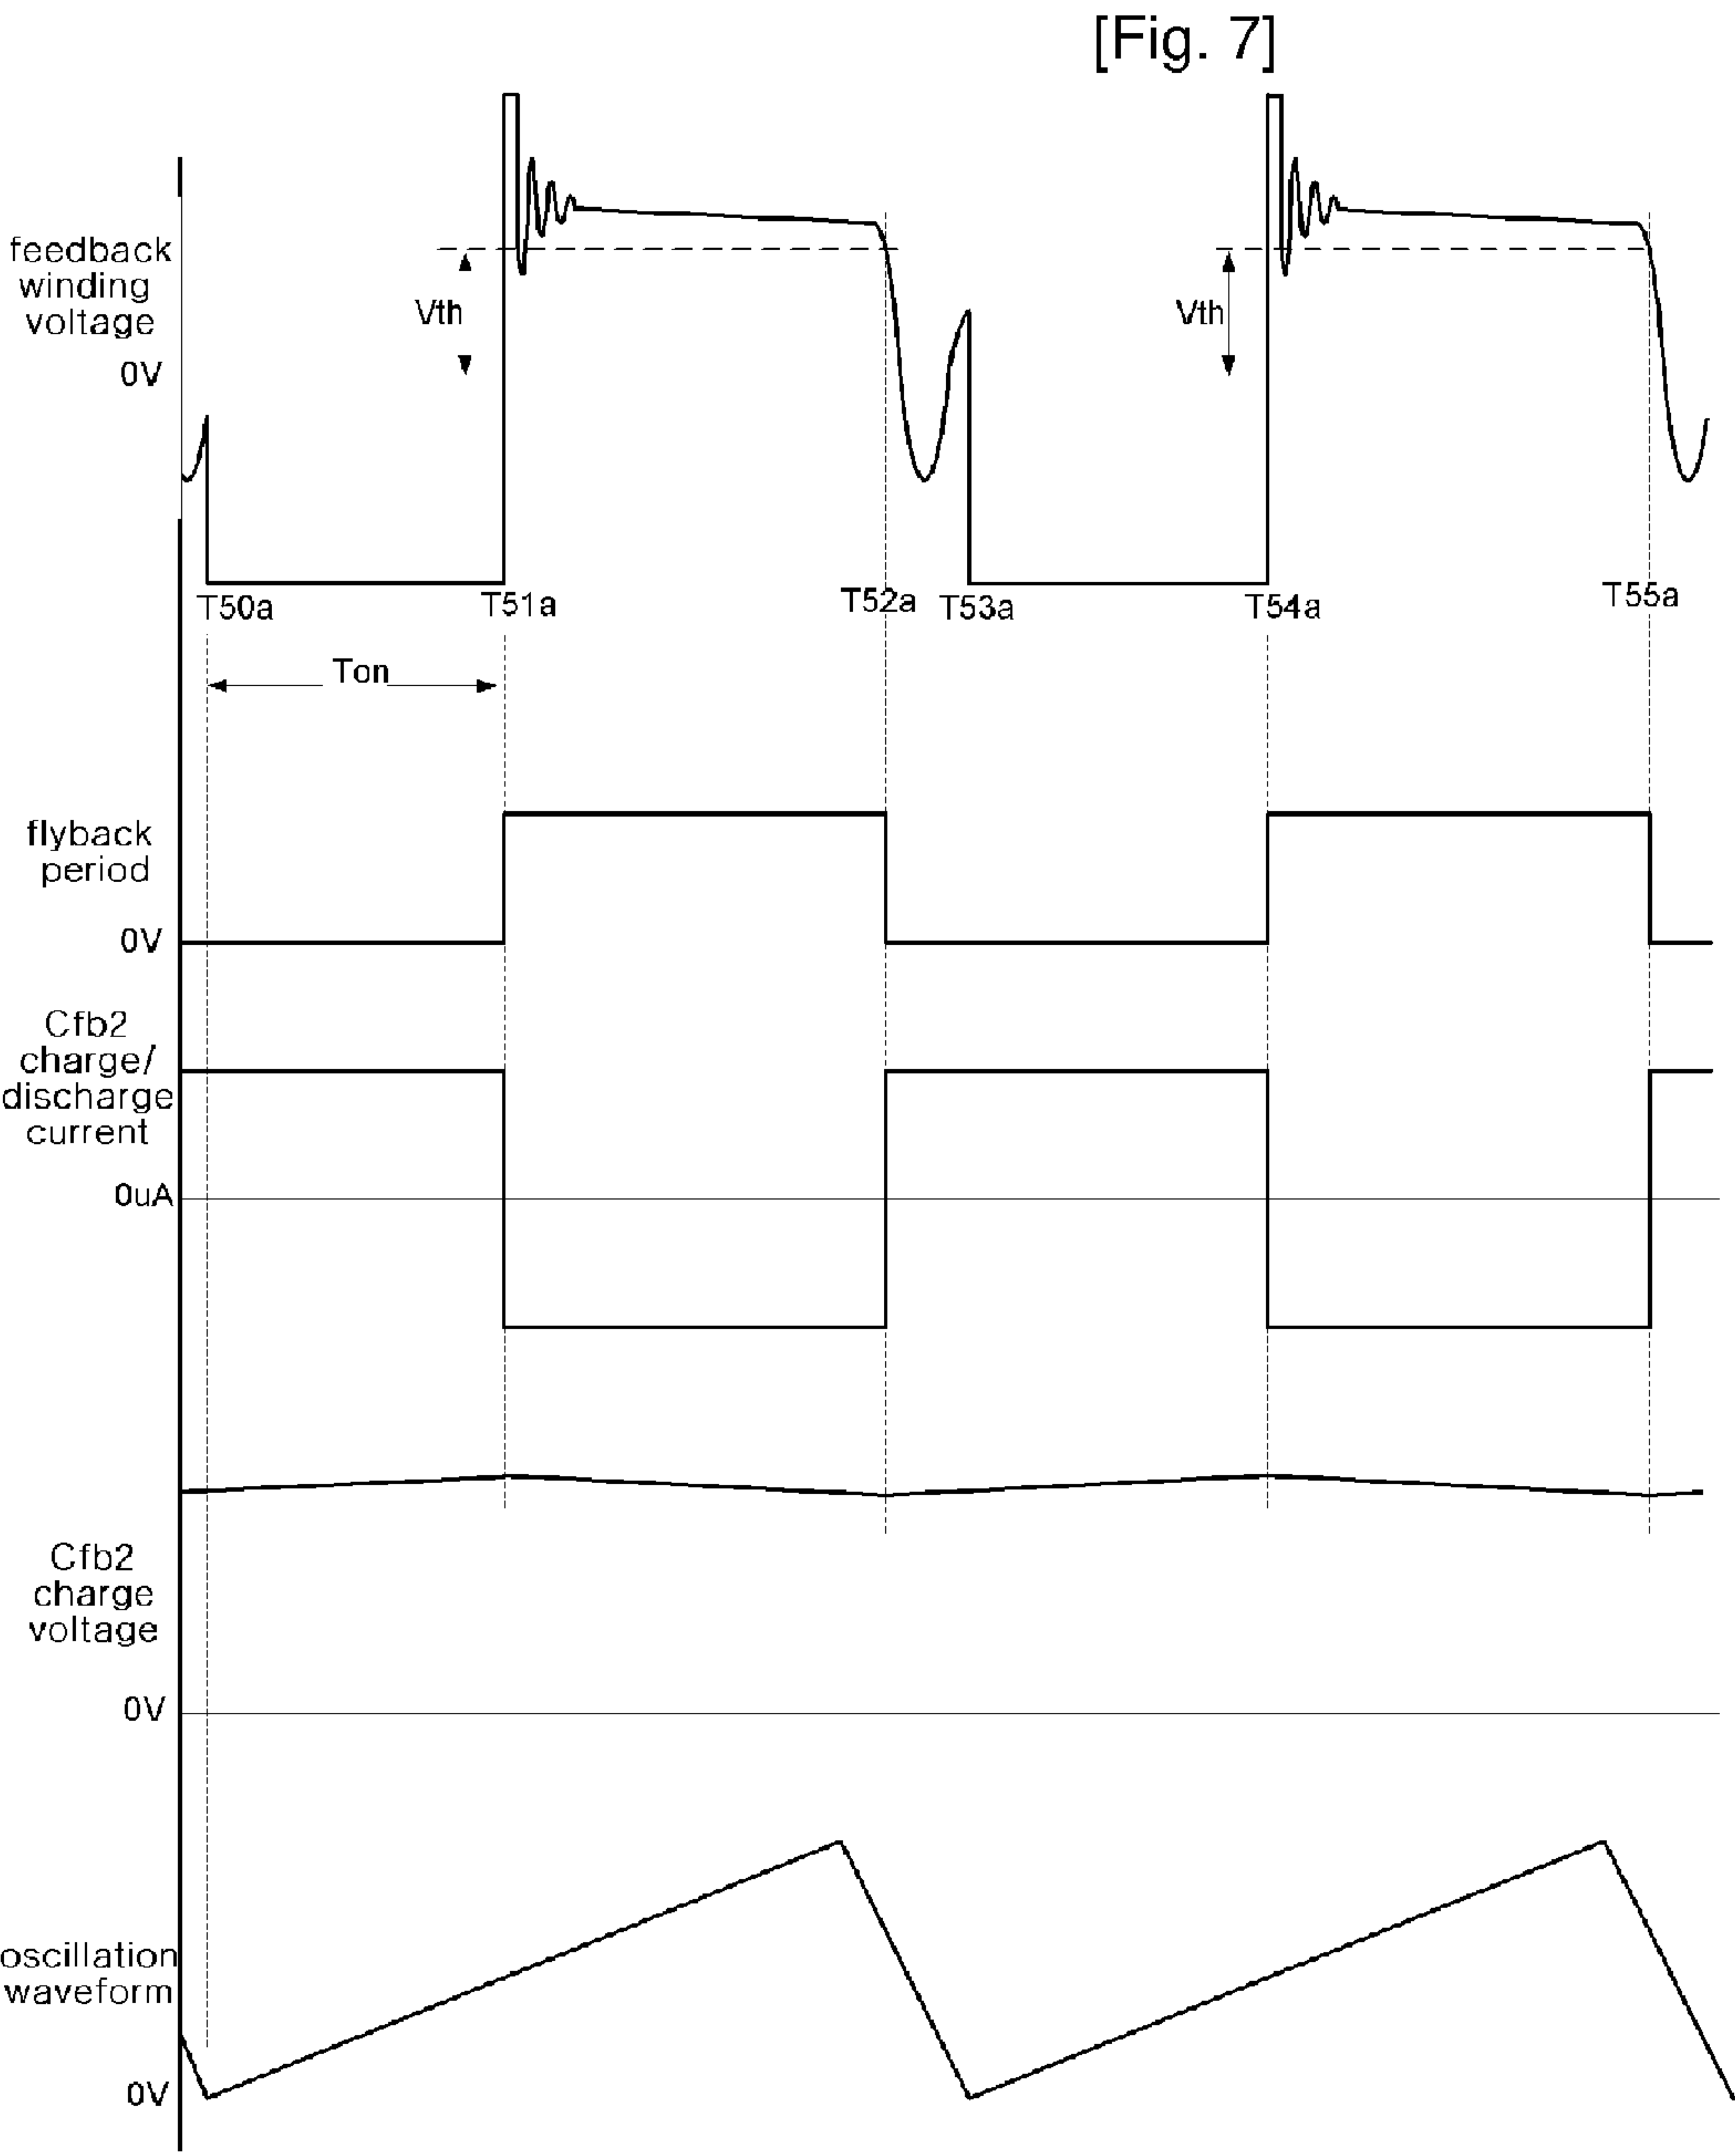 [Fig. 7]
feedback
winding
voltage
0V
Vth
Vth
T50a
T51a
T52a
T53a
T54a
T55a
Ton
flyback
period
0V
Cfb2
charge/
discharge
current
0uA
Cfb2
charge
voltage
0V
oscillation
waveform
0V